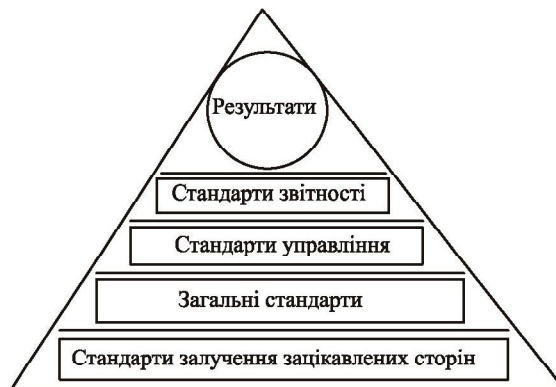 Результати
Стандарти звітності
Стандарти управління
Загальні стандарти
Стандарти залучення зацікавлених сторін